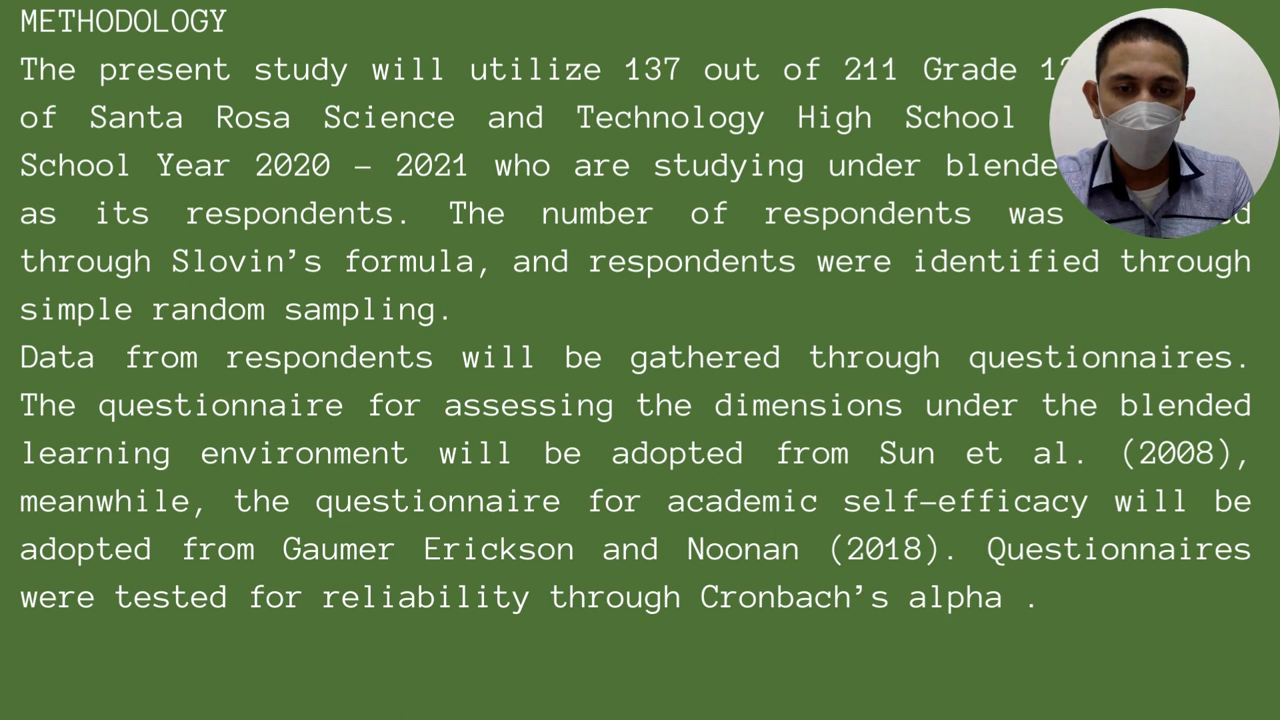 METHODOLOGY
The present study will utilize 137 out of 211 Grade 12
of Santa Rosa Science and Technology High School
School Year 2020 – 2021 who are studying under
as its respondents. The number of respondents was
through Slovin's formula, and respondents were identified through
simple random sampling.
Data from respondents will be gathered through questionnaires.
The questionnaire for assessing the dimensions under the blended
learning environment will be adopted from Sun et al. (2008),
meanwhile, the questionnaire for academic self-efficacy will be
adopted from Gaumer Erickson and Noonan (2018). Questionnaires
were tested for reliability through Cronbach's alpha .